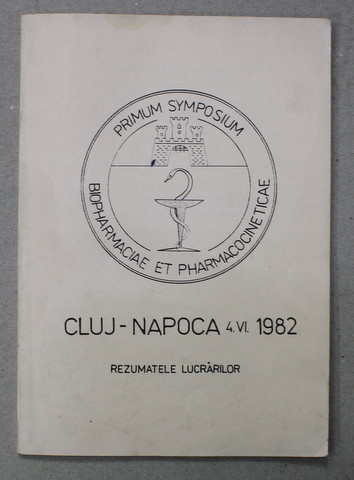 PRIMUM SYMPOSIUM
BIOPHARMACIAE ET PHARMACOCINETICAE
CLUJ-NAPOCA 4.VI. 1982
REZUMATELE LUCRĂRILOR